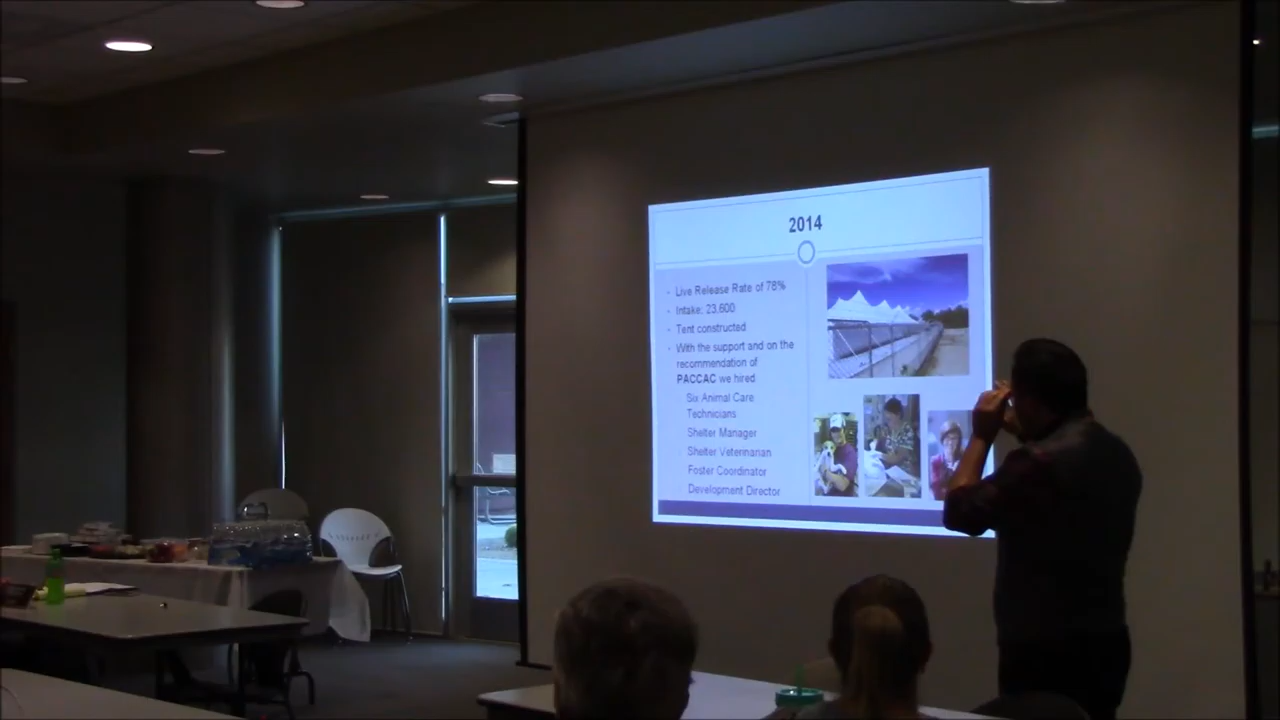 2014
Live Release Rate of 78%
Intake: 23,600
Tent constructed
With the support and on the
recommendation of
PACCAC we hired
Six Animal Care
Technicians
Shelter Manager
Shelter Veterinarian
Foster Coordinator
Development Director